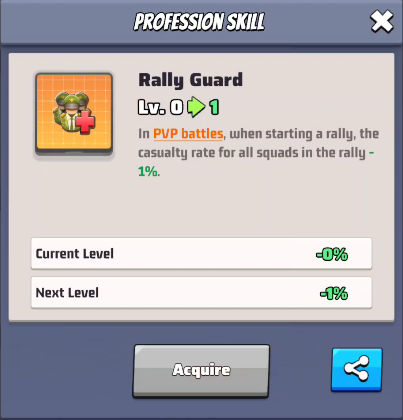 PROFESSION SKILL
Rally Guard
Lv. 0 1
In PVP battles, when starting a rally, the
casualty rate for all squads in the rally -
1%.
Current Level -0%
Next Level -1%
Acquire